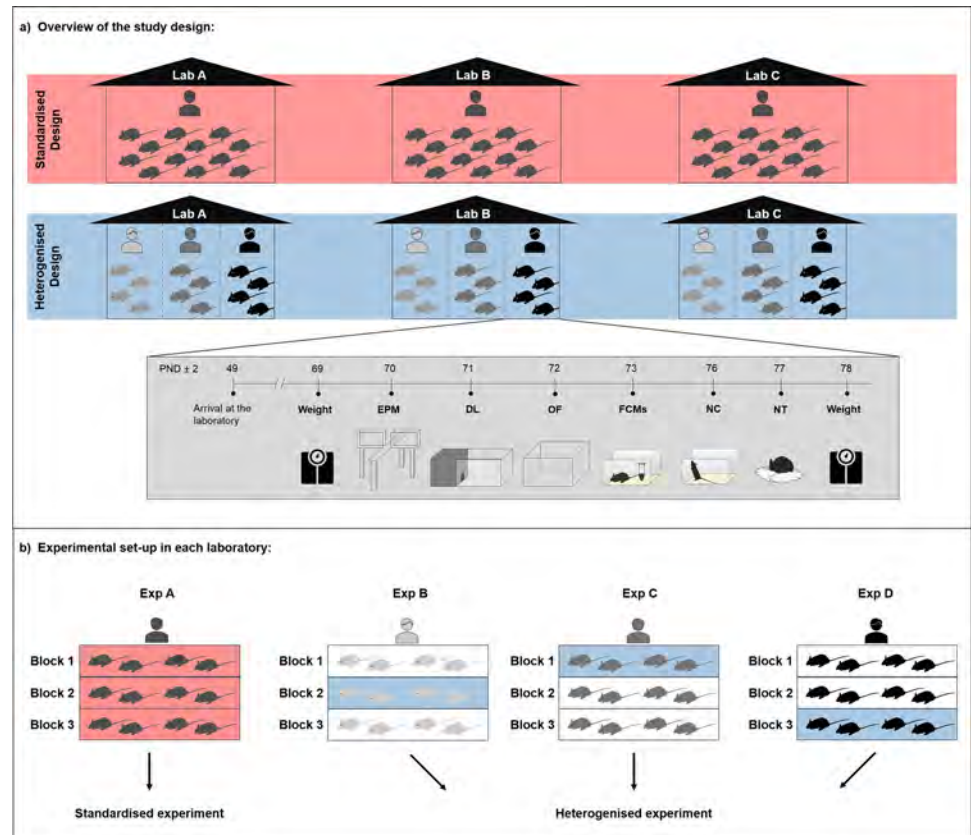 a) Overview of the study design:
Standardised
Design
Lab A
Lab B
Lab C
Heterogenised
Design
Lab A
Lab B
Lab C
PND ± 2
49
69
70
71
72
73
76
77
78
Arrival at the
laboratory
Weight
EPM
DL
OF
FCMs
NC
NT
Weight
b) Experimental set-up in each laboratory:
Exp A
Exp B
Exp C
Exp D
Block 1
Block 2
Block 3
Block 1
Block 2
Block 3
Block 1
Block 2
Block 3
Block 1
Block 2
Block 3
Standardised experiment
Heterogenised experiment